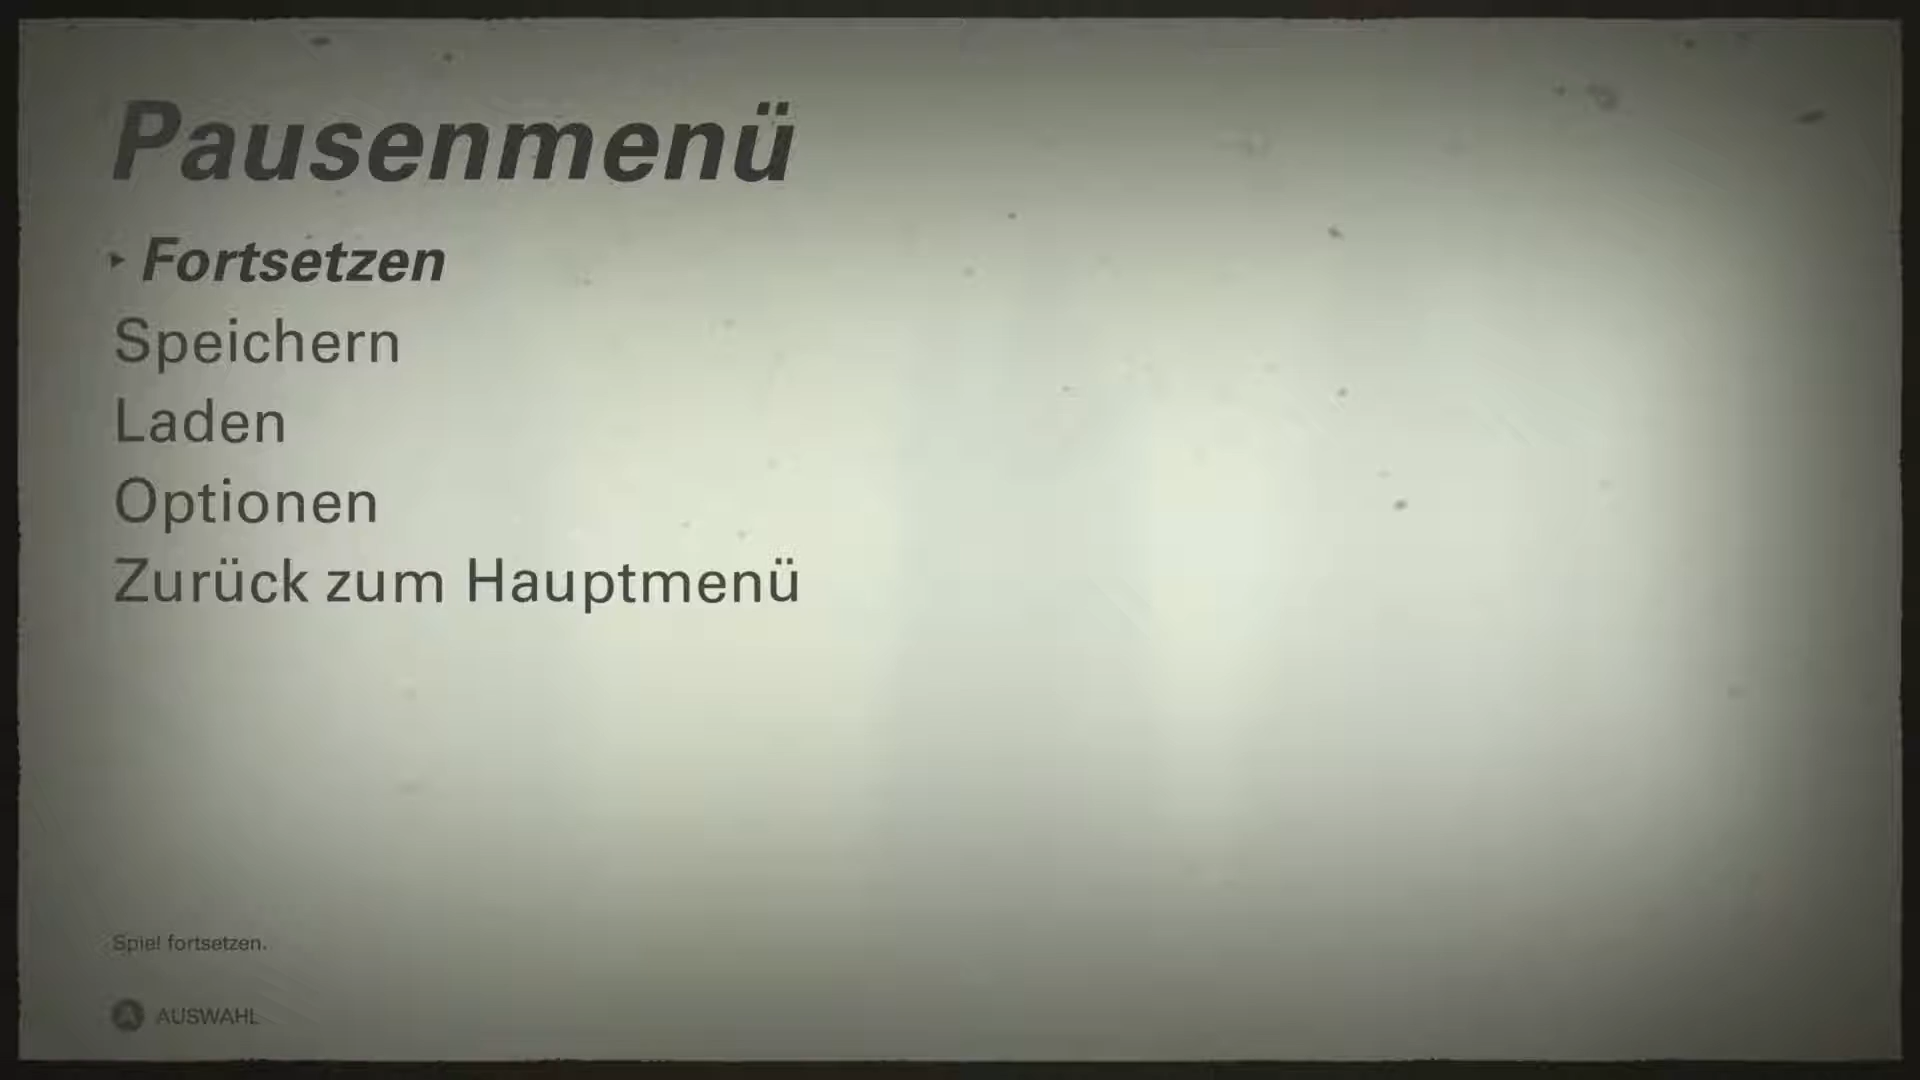 Pausenmenü
Fortsetzen
Speichern
Laden
Optionen
Zurück zum Hauptmenü
Spiel fortsetzen.
A AUSWAHL